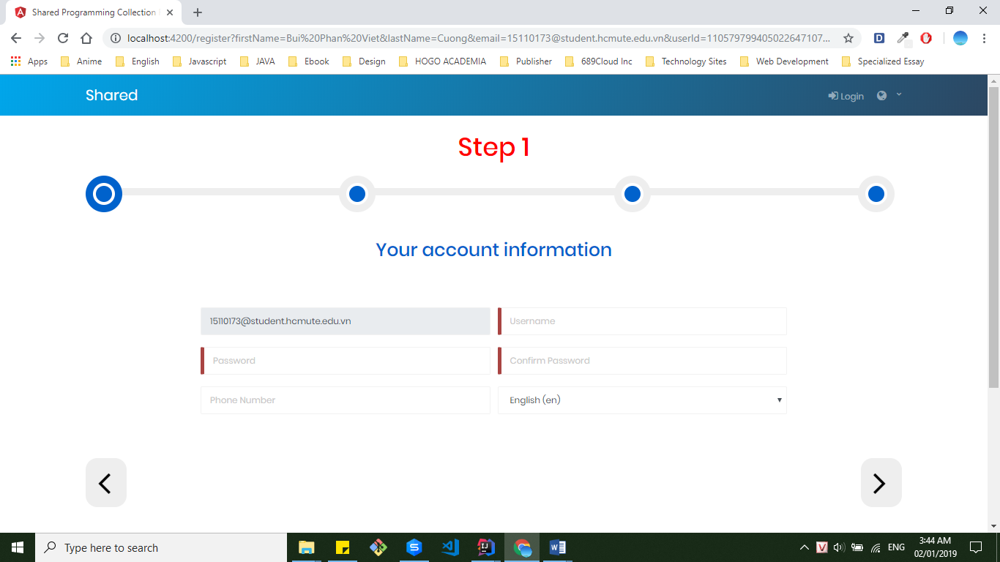 Shared Programming Collection
localhost:4200/register?firstName=Bui%20Phan%20Viet&lastName=Cuong&email=15110173@student.hcmute.edu.vn&userId=110579799405022647107...
Apps Anime English Javascript JAVA Ebook Design HOGO ACADEMIA Publisher 689Cloud Inc Technology Sites Web Development Specialized Essay
Shared Login
Step 1
Your account information
15110173@student.hcmute.edu.vn Username
Password Confirm Password
Phone Number English (en)
Type here to search
ENG
3:44 AM
02/01/2019